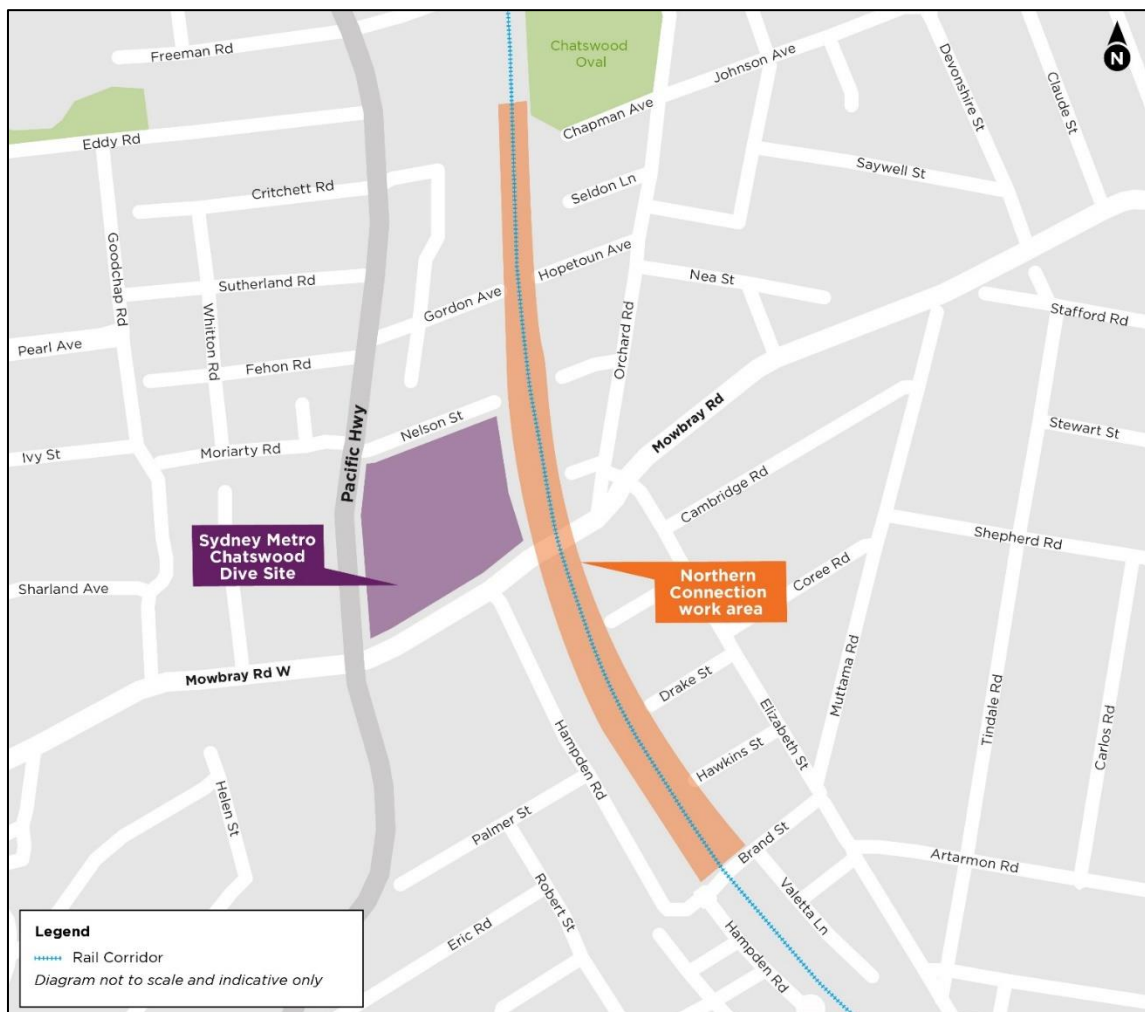 Freeman Rd
Chatswood
Oval
Johnson Ave
Devonshire St
Claude St
N
Chapman Ave
Eddy Rd
Saywell St
Critchett Rd
Seldon Ln
Goodchap Rd
Hopetoun Ave
Sutherland Rd
Gordon Ave
Nea St
Whitton Rd
Stafford Rd
Pearl Ave
Fehon Rd
Orchard Rd
Pacific Hwy
Nelson St
Mowbray Rd
Stewart St
Ivy St
Moriarty Rd
Cambridge Rd
Sydney Metro
Chatswood
Dive Site
Shepherd Rd
Northern
Connection
work area
Coree Rd
Sharland Ave
Muttama Rd
Mowbray Rd W
Drake St
Elizabeth St
Tindale Rd
Carlos Rd
Hampden Rd
Hawkins St
Helen St
Palmer St
Brand St
Artarmon Rd
Robert St
Valetta Ln
Eric Rd
Hampden Rd
Legend
Rail Corridor
Diagram not to scale and indicative only